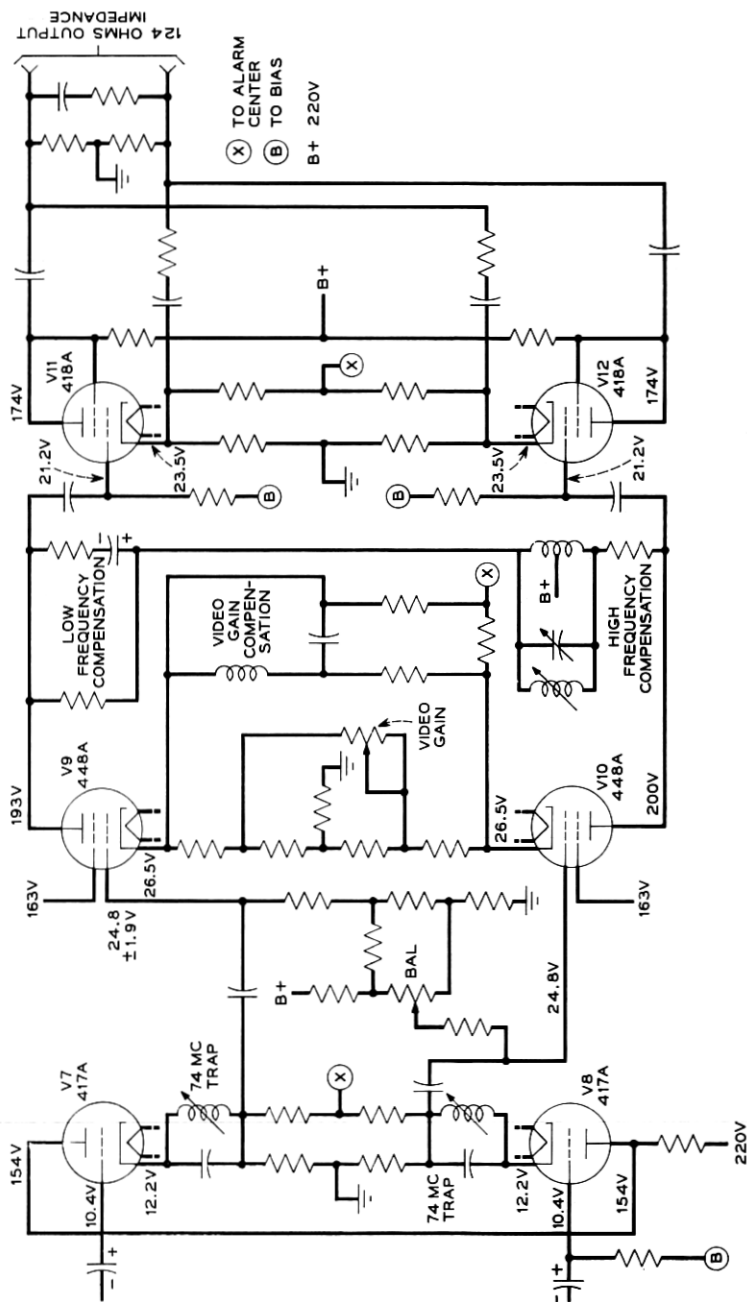 154V
V7
417A
10.4V
12.2V
74 MC
TRAP
X
74 MC
TRAP
12.2V
10.4V
V8
417A
154V
220V
B
163V
193V
V9
448A
24.8
±1.9V
26.5V
B+
BAL
24.8V
VIDEO
GAIN
26.5V
V10
448A
163V
200V
LOW
FREQUENCY
COMPENSATION
VIDEO
GAIN
COMPEN-
SATION
X
B+
HIGH
FREQUENCY
COMPENSATION
174V
V11
418A
21.2V
23.5V
B
B
X
B+
23.5V
21.2V
V12
418A
174V
124 OHMS OUTPUT
IMPEDANCE
X TO ALARM
CENTER
B TO BIAS
B+ 220V